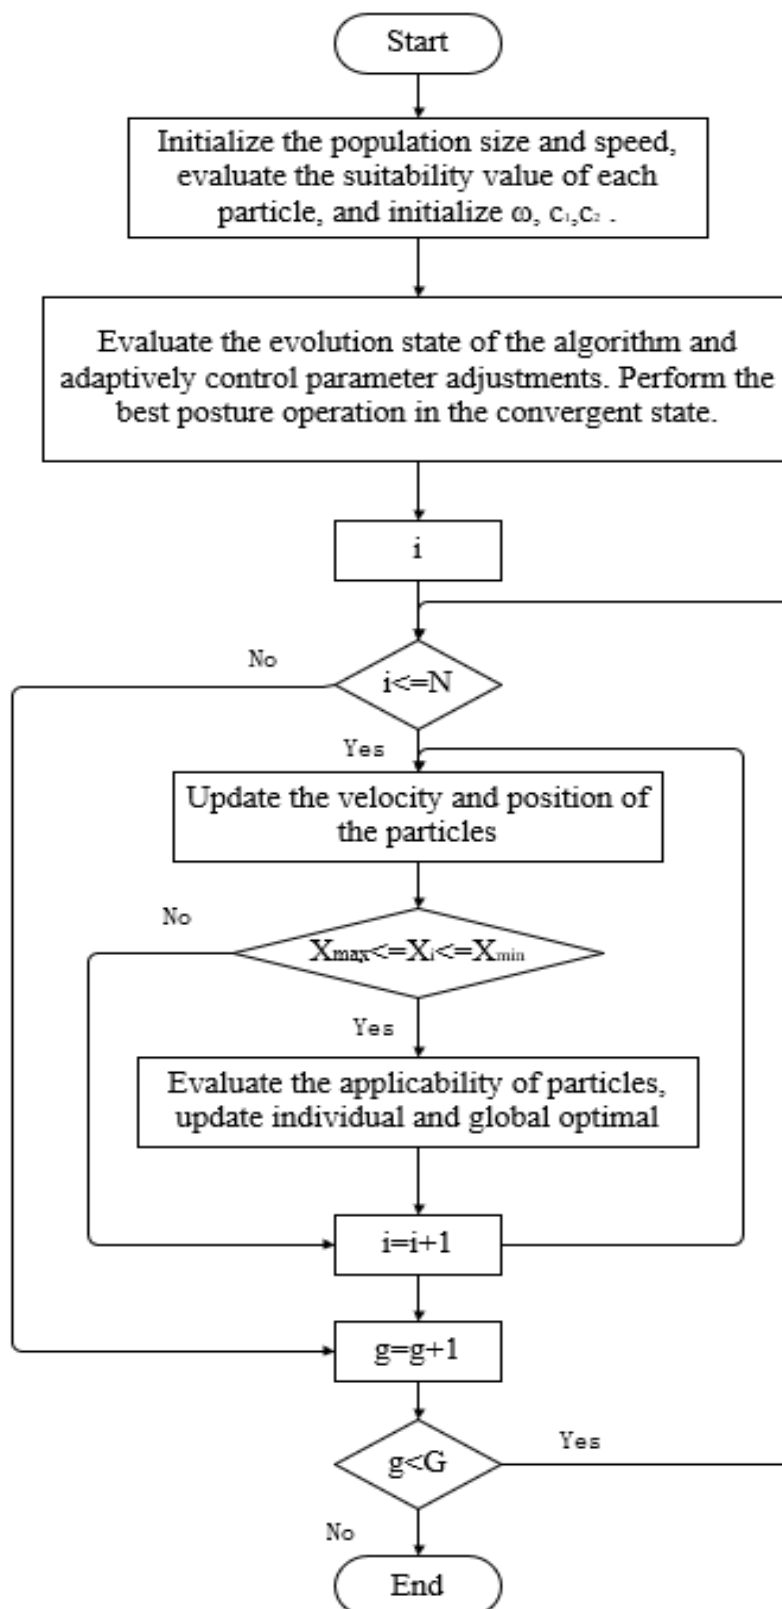 Start
Initialize the population size and speed,
evaluate the suitability value of each
particle, and initialize ω, c₁,c₂ .
Evaluate the evolution state of the algorithm and
adaptively control parameter adjustments. Perform the
best posture operation in the convergent state.
i
No
i<=N
Yes
Update the velocity and position of
the particles
No
Xmax<=Xi<=Xmin
Yes
Evaluate the applicability of particles,
update individual and global optimal
i=i+1
g=g+1
Yes
g<G
No
End